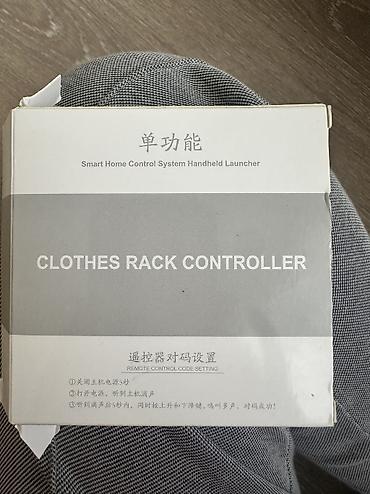 单功能
Smart Home Control System Handheld Launcher
CLOTHES RACK CONTROLLER
遥控器对码设置
REMOTE CONTROL CODE SETTING
①关闭主机电源5秒
②打开电源，听到主机滴声
③听到滴声后5秒内，同时按上升和下降键，鸣叫多声，对码成功！